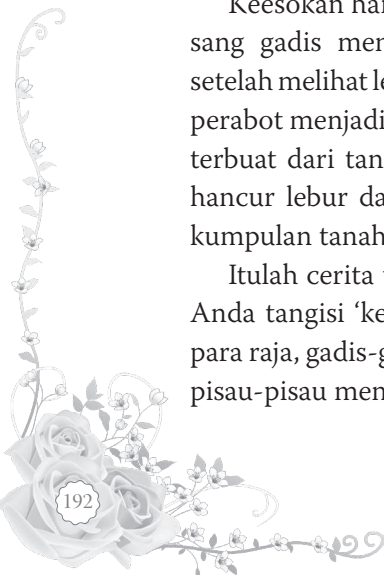 Keesokan
sang gadis
setelah melihat
perabot menjadi
terbuat dari
hancur lebur
kumpulan tanah
Itulah cerita
Anda tangisi
para raja,
pisau-pisau
192